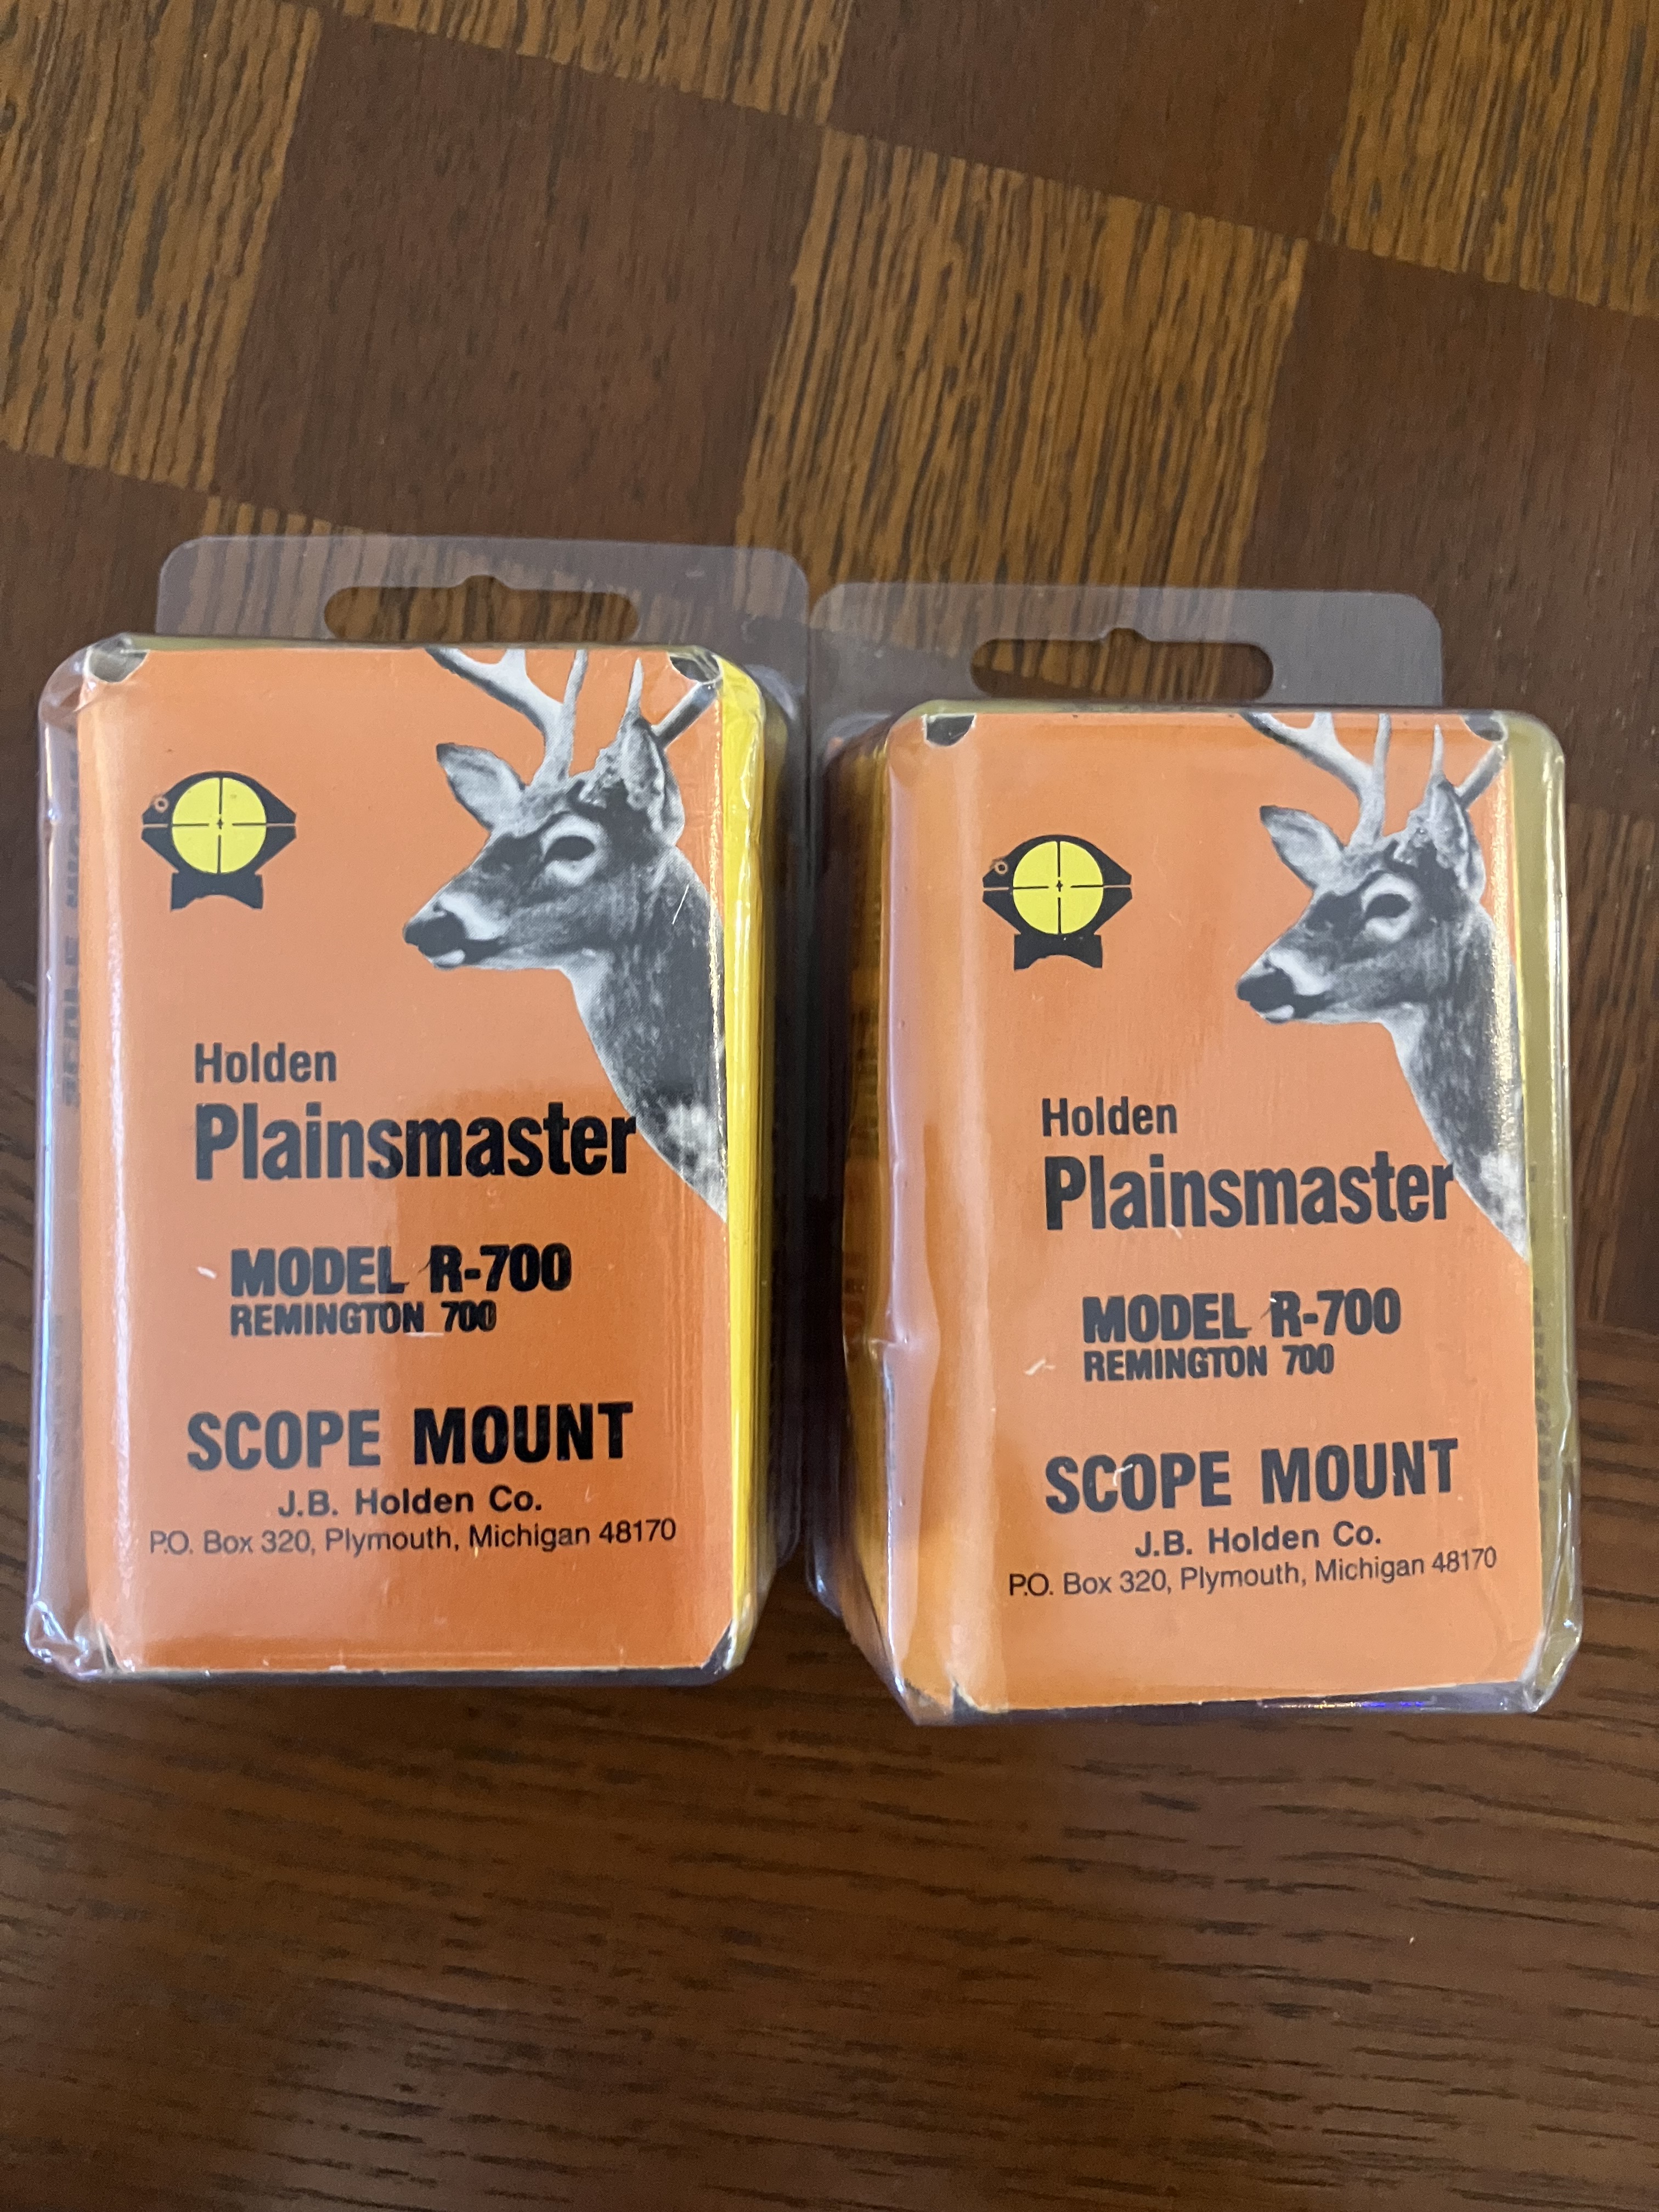 Holden
Plainsmaster
MODEL R-700
REMINGTON 700
SCOPE MOUNT
J.B. Holden Co.
P.O. Box 320, Plymouth, Michigan 48170
Holden
Plainsmaster
MODEL R-700
REMINGTON 700
SCOPE MOUNT
J.B. Holden Co.
P.O. Box 320, Plymouth, Michigan 48170